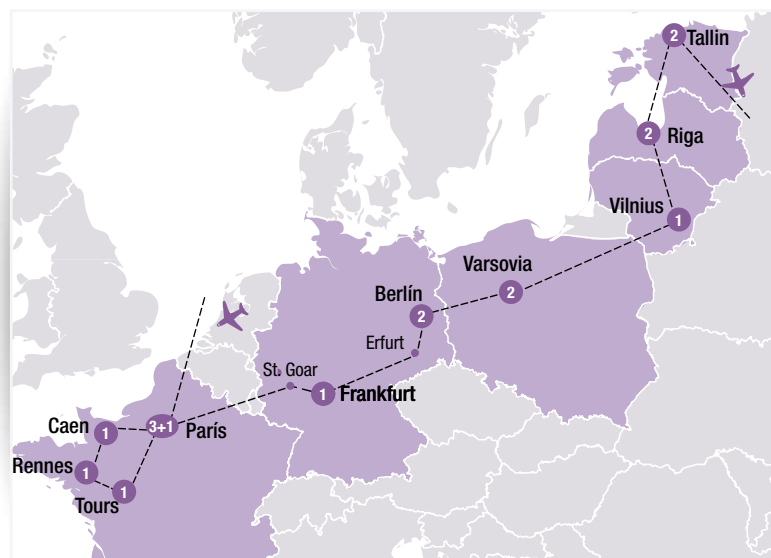 2
Tallin
2
Riga
Vilnius
1
Varsovia
2
Berlín
2
Erfurt
St. Goar
1
Frankfurt
Caen
1
3+1
París
Rennes
1
Tours
1